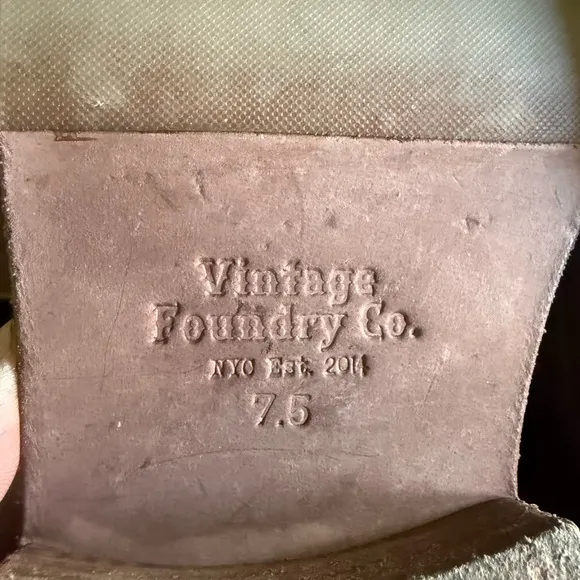 Vintage
Foundry Co.
NYC Est. 2014
7.5